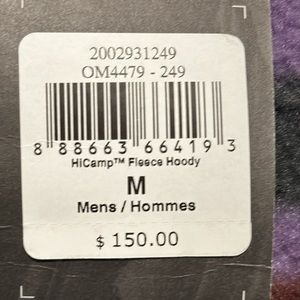 2002931249
OM4479 - 249
8 88663 66419 3
HiCamp™ Fleece Hoody
M
Mens / Hommes
$ 150.00